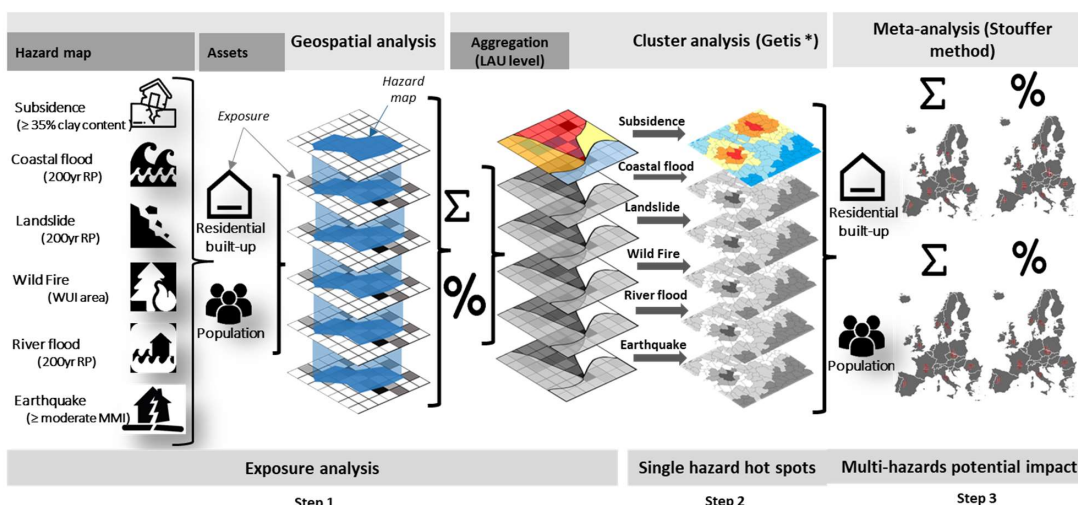 Hazard map
Assets
Geospatial analysis
Aggregation
(LAU level)
Cluster analysis (Getis *)
Meta-analysis (Stouffer
method)
Subsidence
(≥ 35% clay content)
Coastal flood
(200yr RP)
Landslide
(200yr RP)
Wild Fire
(WUI area)
River flood
(200yr RP)
Earthquake
(≥ moderate MMI)
Exposure
Residential
built-up
Population
Hazard
map
Σ
%
Subsidence
Coastal flood
Landslide
Wild Fire
River flood
Earthquake
Σ
%
Residential
built-up
Σ
%
Population
Exposure analysis
Single hazard hot spots
Multi-hazards potential impact
Step 1
Step 2
Step 3